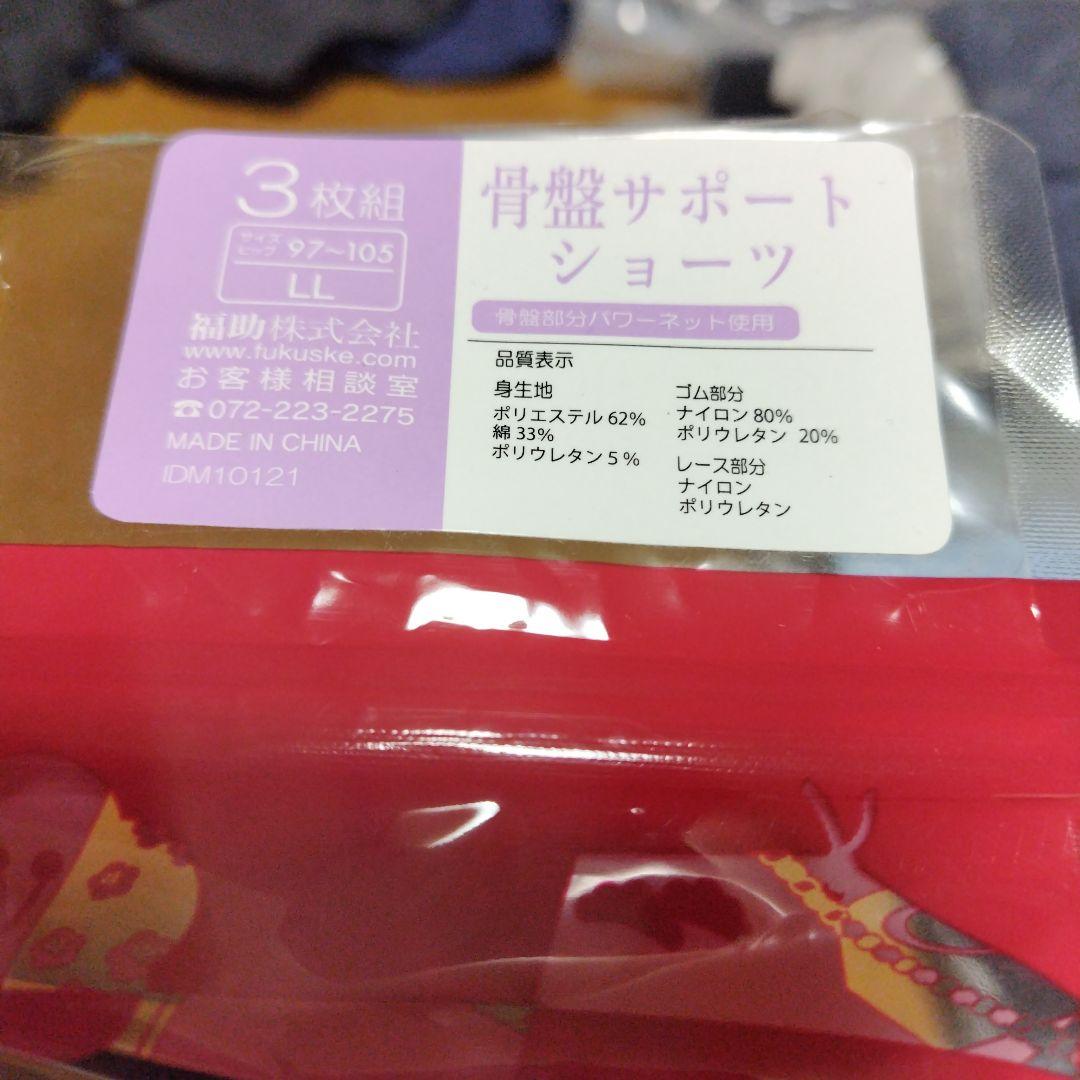 3枚組
サイズ
ヒップ 97〜105
LL
福助株式会社
www.fukuske.com
お客様相談室
☎072-223-2275
MADE IN CHINA
IDM10121
骨盤サポート
ショーツ
骨盤部分パワーネット使用
品質表示
身生地
ポリエステル 62%
綿 33%
ポリウレタン 5%
ゴム部分
ナイロン 80%
ポリウレタン 20%
レース部分
ナイロン
ポリウレタン